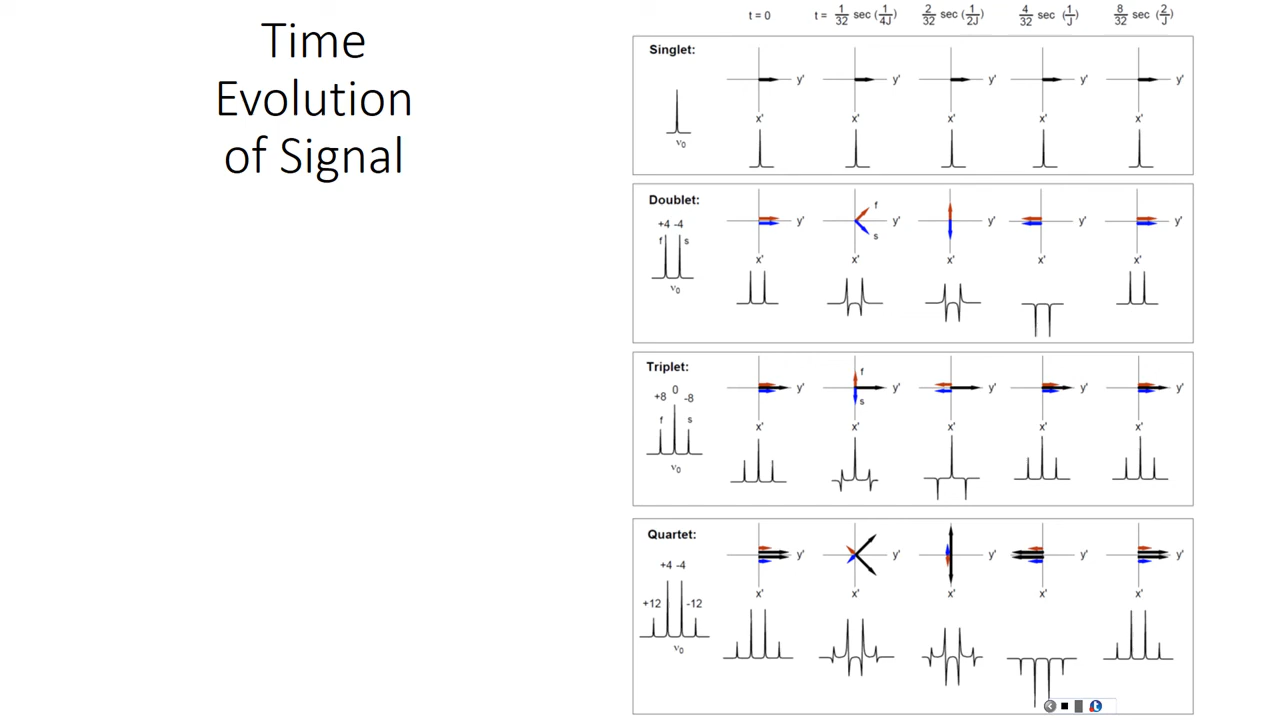 Time
Evolution
of Signal
t = 0 t = 1/32 sec (1/4J) 2/32 sec (1/2J) 4/32 sec (1/J) 8/32 sec (2/J)
Singlet:
y' y' y' y' y'
x' x' x' x' x'
ν0
Doublet:
+4 -4
f s
ν0
f
s
y' y' y' y' y'
x' x' x' x' x'
Triplet:
+8 0 -8
f s
ν0
f
s
y' y' y' y' y'
x' x' x' x' x'
Quartet:
+4 -4
+12 -12
ν0
y' y' y' y' y'
x' x' x' x' x'